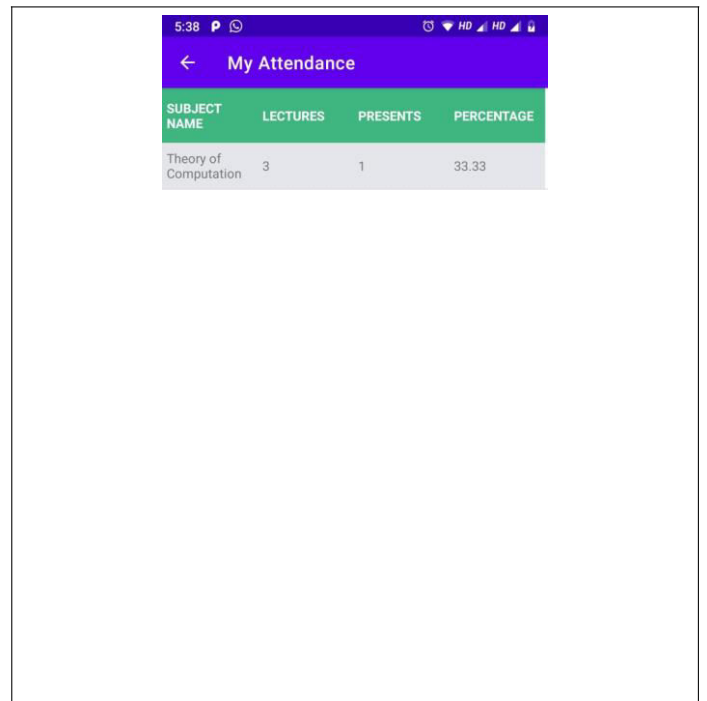 5:38 P HD HD
My Attendance
SUBJECT NAME LECTURES PRESENTS PERCENTAGE
Theory of Computation 3 1 33.33